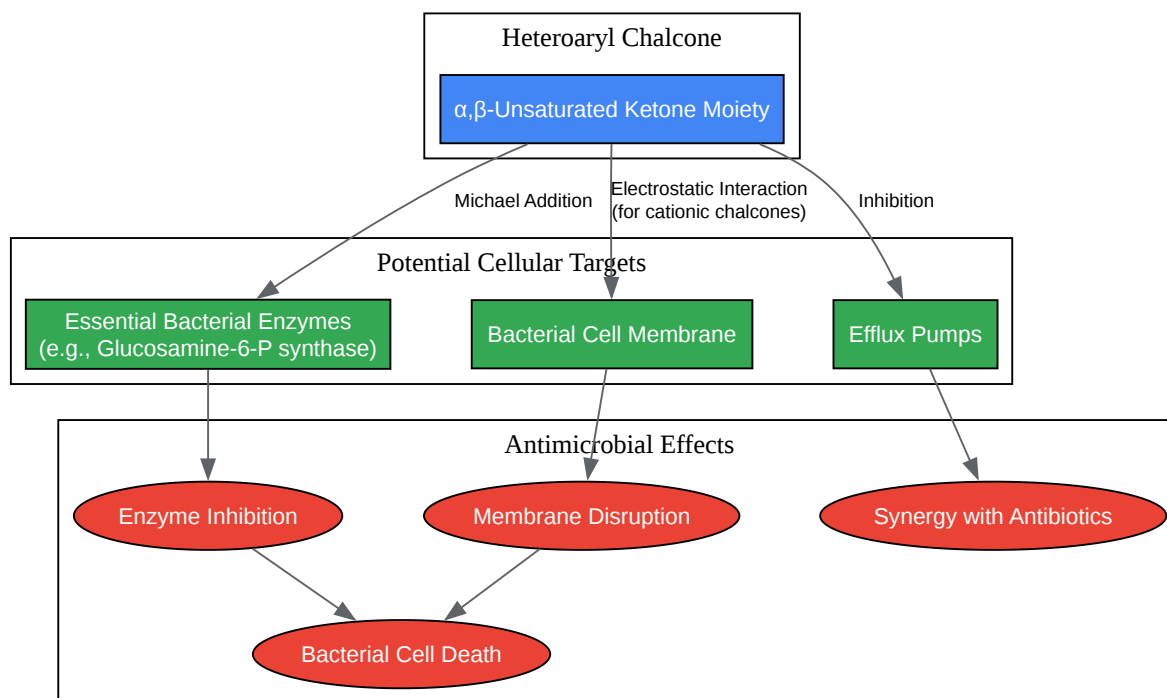 Heteroaryl Chalcone
α,β-Unsaturated Ketone Moiety
Michael Addition
Electrostatic Interaction
(for cationic chalcones)
Inhibition
Potential Cellular Targets
Essential Bacterial Enzymes
(e.g., Glucosamine-6-P synthase)
Bacterial Cell Membrane
Efflux Pumps
Antimicrobial Effects
Enzyme Inhibition
Membrane Disruption
Synergy with Antibiotics
Bacterial Cell Death